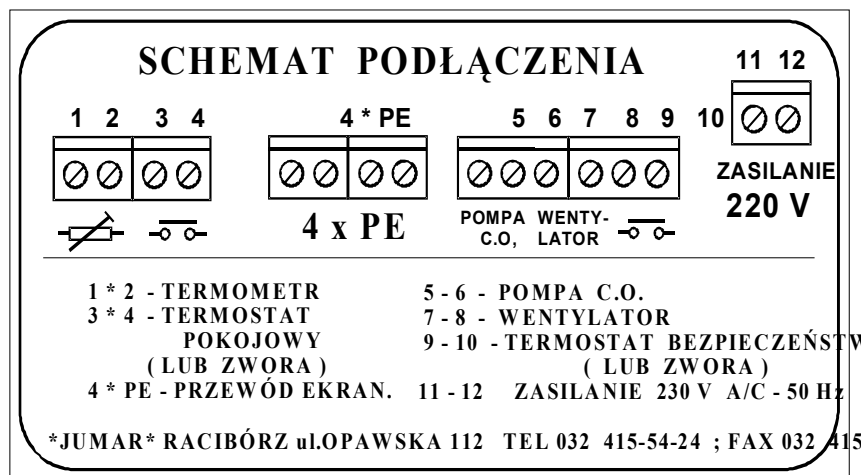 SCHEMAT PODŁĄCZENIA
11 12
1 2 3 4 4 * PE 5 6 7 8 9 10
ZASILANIE
220 V
4 x PE
POMPA WENTY-
C.O, LATOR
1 * 2 - TERMOMETR
3 * 4 - TERMOSTAT
POKOJOWY
( LUB ZWORA )
4 * PE - PRZEWÓD EKRAN.
5 - 6 - POMPA C.O.
7 - 8 - WENTYLATOR
9 - 10 - TERMOSTAT BEZPIECZEŃSTW
( LUB ZWORA )
11 - 12 ZASILANIE 230 V A/C - 50 Hz
*JUMAR* RACIBÓRZ ul.OPAWSKA 112 TEL 032 415-54-24 ; FAX 032 415